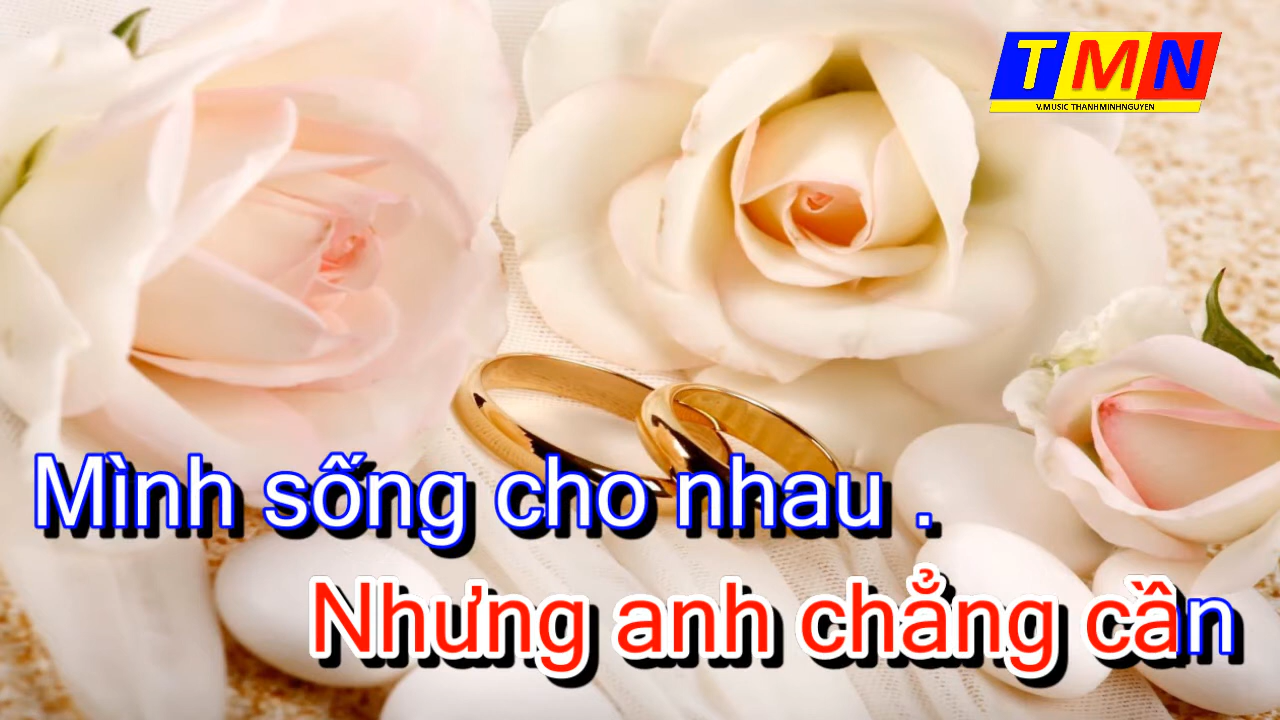 TMN
V.MUSIC THANHMINHNGUYEN
Mình sống cho nhau .
Nhưng anh chẳng cần